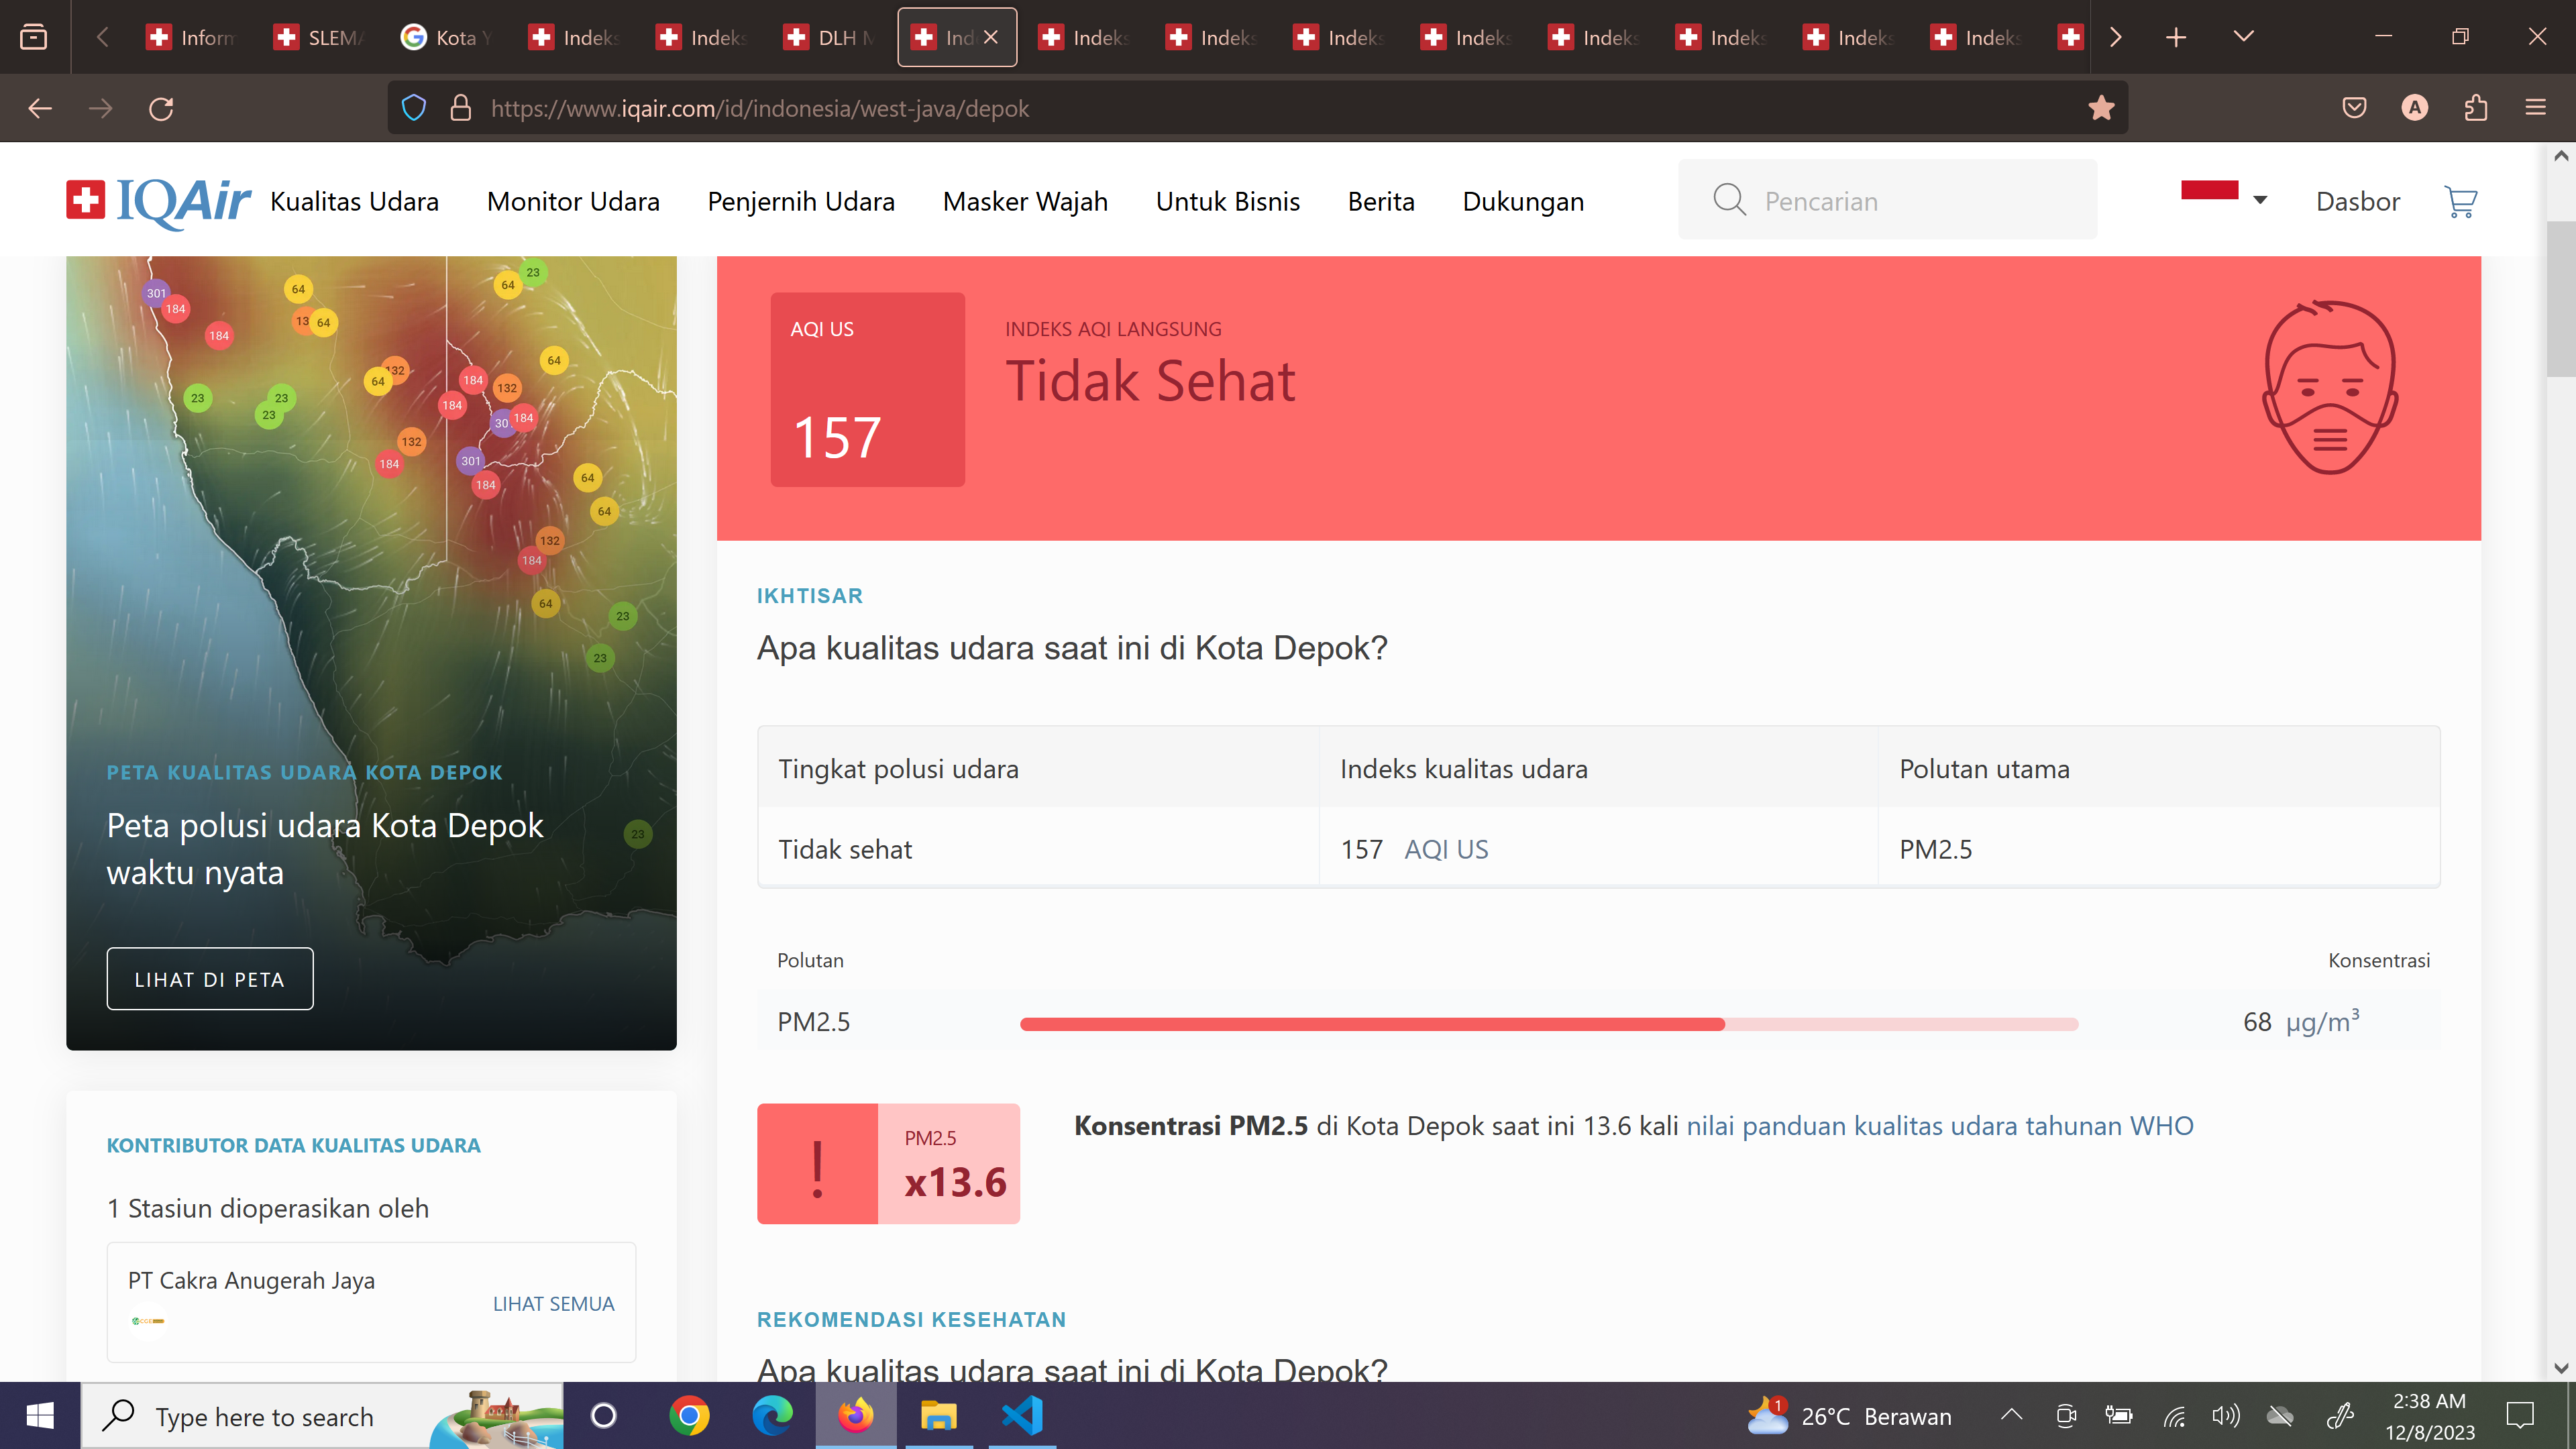 Inform
SLEMA
Kota Y
Indeks
Indeks
DLH M
Ind
Indeks
Indeks
Indeks
Indeks
Indeks
Indeks
Indeks
Indeks
https://www.iqair.com/id/indonesia/west-java/depok
A
IQAir
Kualitas Udara
Monitor Udara
Penjernih Udara
Masker Wajah
Untuk Bisnis
Berita
Dukungan
Pencarian
Dasbor
301
184
184
64
64
64
23
23
23
23
132
64
184
184
132
64
184
132
184
301
184
64
64
132
184
64
23
23
23
PETA KUALITAS UDARA KOTA DEPOK
Peta polusi udara Kota Depok
waktu nyata
LIHAT DI PETA
KONTRIBUTOR DATA KUALITAS UDARA
1 Stasiun dioperasikan oleh
PT Cakra Anugerah Jaya
LIHAT SEMUA
AQI US
157
INDEKS AQI LANGSUNG
Tidak Sehat
IKHTISAR
Apa kualitas udara saat ini di Kota Depok?
Tingkat polusi udara Indeks kualitas udara Polutan utama
Tidak sehat 157 AQI US PM2.5
Polutan Konsentrasi
PM2.5 68 µg/m³
!
PM2.5
x13.6
Konsentrasi PM2.5 di Kota Depok saat ini 13.6 kali nilai panduan kualitas udara tahunan WHO
REKOMENDASI KESEHATAN
Apa kualitas udara saat ini di Kota Depok?
Type here to search
1
26°C Berawan
2:38 AM
12/8/2023